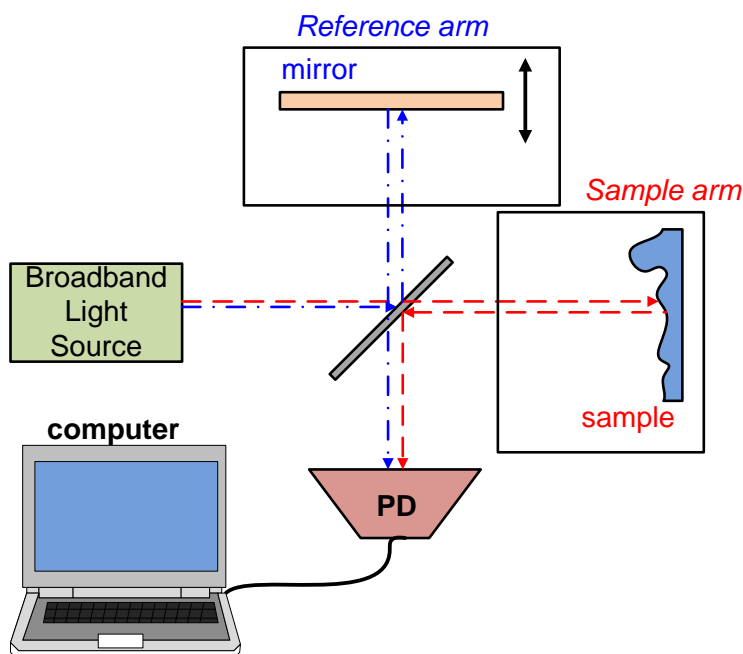 Reference arm
mirror
Sample arm
Broadband
Light
Source
sample
computer
PD